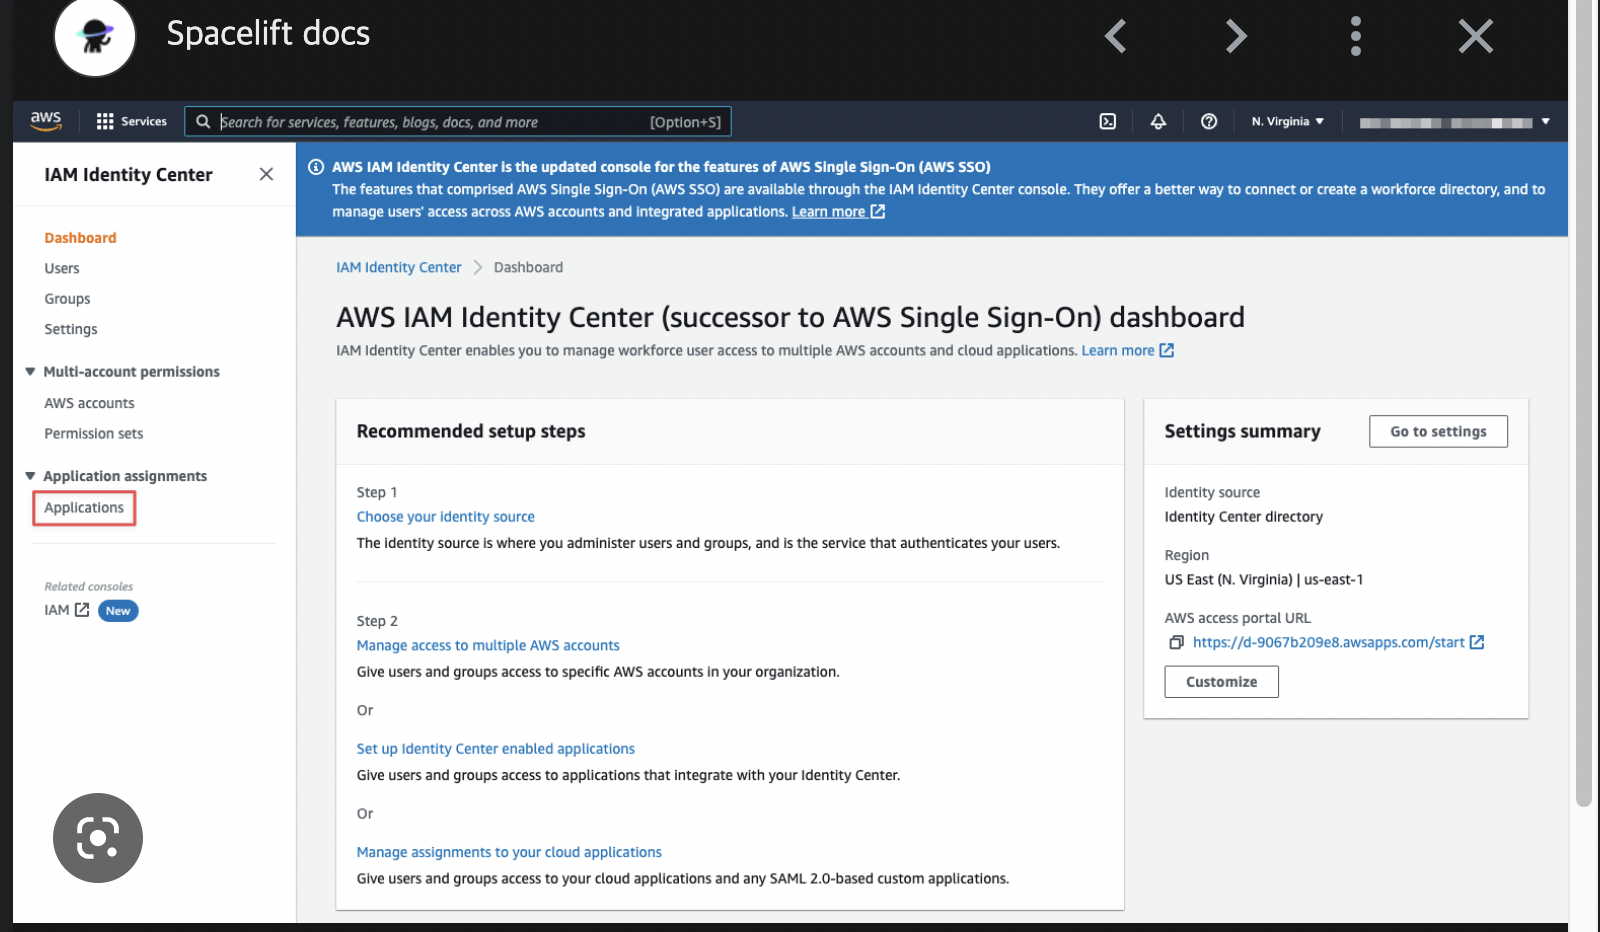 Spacelift docs
aws
Services
Search for services, features, blogs, docs, and more
[Option+S]
N. Virginia
IAM Identity Center
Dashboard
Users
Groups
Settings
Multi-account permissions
AWS accounts
Permission sets
Application assignments
Applications
Related consoles
IAM
New
AWS IAM Identity Center is the updated console for the features of AWS Single Sign-On (AWS SSO)
The features that comprised AWS Single Sign-On (AWS SSO) are available through the IAM Identity Center console. They offer a better way to connect or create a workforce directory, and to
manage users' access across AWS accounts and integrated applications. Learn more
IAM Identity Center
Dashboard
AWS IAM Identity Center (successor to AWS Single Sign-On) dashboard
IAM Identity Center enables you to manage workforce user access to multiple AWS accounts and cloud applications. Learn more
Recommended setup steps
Step 1
Choose your identity source
The identity source is where you administer users and groups, and is the service that authenticates your users.
Step 2
Manage access to multiple AWS accounts
Give users and groups access to specific AWS accounts in your organization.
Or
Set up Identity Center enabled applications
Give users and groups access to applications that integrate with your Identity Center.
Or
Manage assignments to your cloud applications
Give users and groups access to your cloud applications and any SAML 2.0-based custom applications.
Settings summary
Go to settings
Identity source
Identity Center directory
Region
US East (N. Virginia) | us-east-1
AWS access portal URL
https://d-9067b209e8.awsapps.com/start
Customize